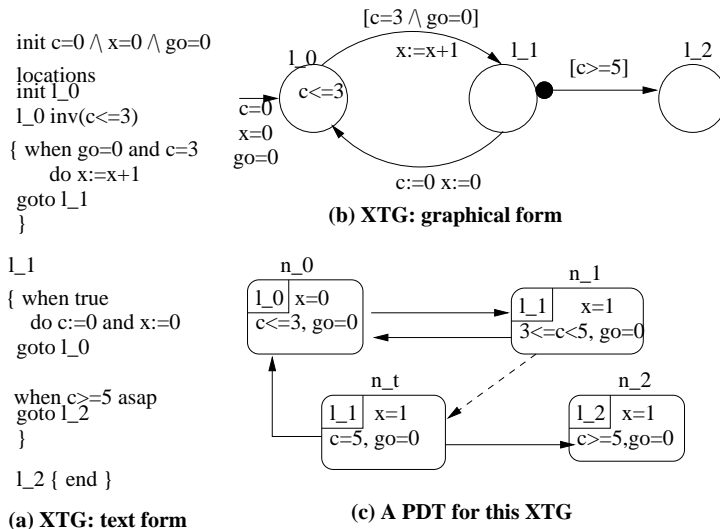 init c=0 /\ x=0 /\ go=0
locations
init l_0
l_0 inv(c<=3)
{ when go=0 and c=3
do x:=x+1
goto l_1
}
l_1
{ when true
do c:=0 and x:=0
goto l_0
when c>=5 asap
goto l_2
}
l_2 { end }
(a) XTG: text form
[c=3 /\ go=0]
x:=x+1
l_0
l_1
l_2
[c>=5]
c<=3
c=0
x=0
go=0
c:=0 x:=0
(b) XTG: graphical form
n_0
l_0 x=0
c<=3, go=0
n_1
l_1 x=1
3<=c<5, go=0
n_t
l_1 x=1
c=5, go=0
n_2
l_2 x=1
c>=5,go=0
(c) A PDT for this XTG